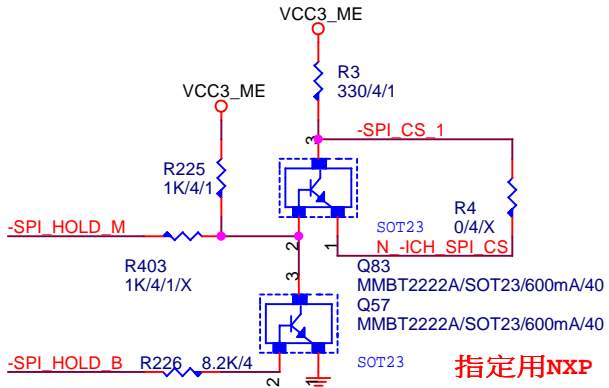 VCC3_ME
R3
330/4/1
VCC3_ME
3
-SPI_CS_1
R225
1K/4/1
R4
0/4/X
-SPI_HOLD_M
SOT23
2
1
N_-ICH_SPI_CS
R403
1K/4/1/X
Q83
MMBT2222A/SOT23/600mA/40
3
Q57
MMBT2222A/SOT23/600mA/40
-SPI_HOLD_B
R226
8.2K/4
SOT23
2
1
指定用NXP